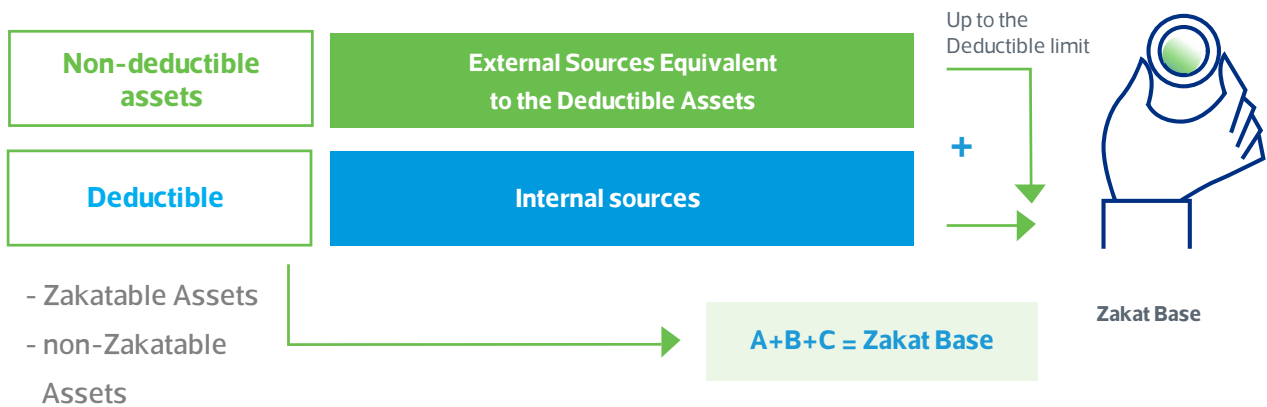 Non-deductible
assets
External Sources Equivalent
to the Deductible Assets
Up to the
Deductible limit
+
Deductible
Internal sources
- Zakatable Assets
- non-Zakatable
Assets
A+B+C = Zakat Base
Zakat Base